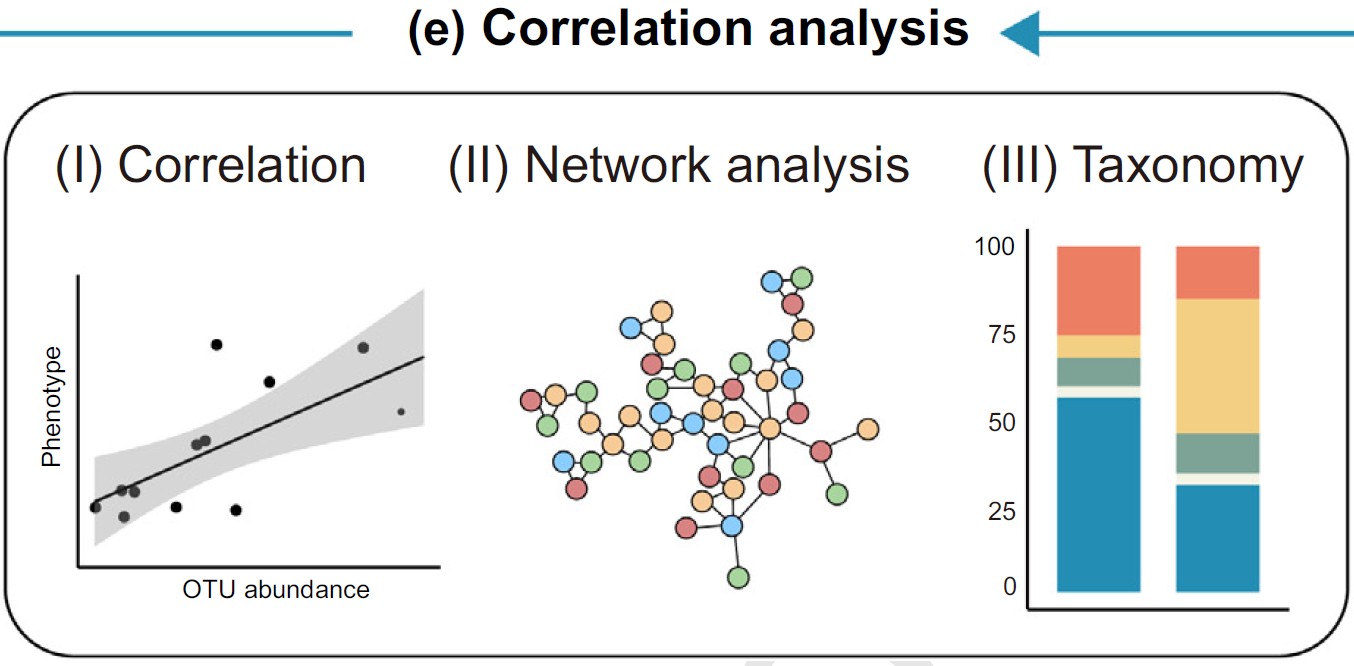 (e) Correlation analysis
(I) Correlation
(II) Network analysis
(III) Taxonomy
Phenotype
OTU abundance
100
75
50
25
0